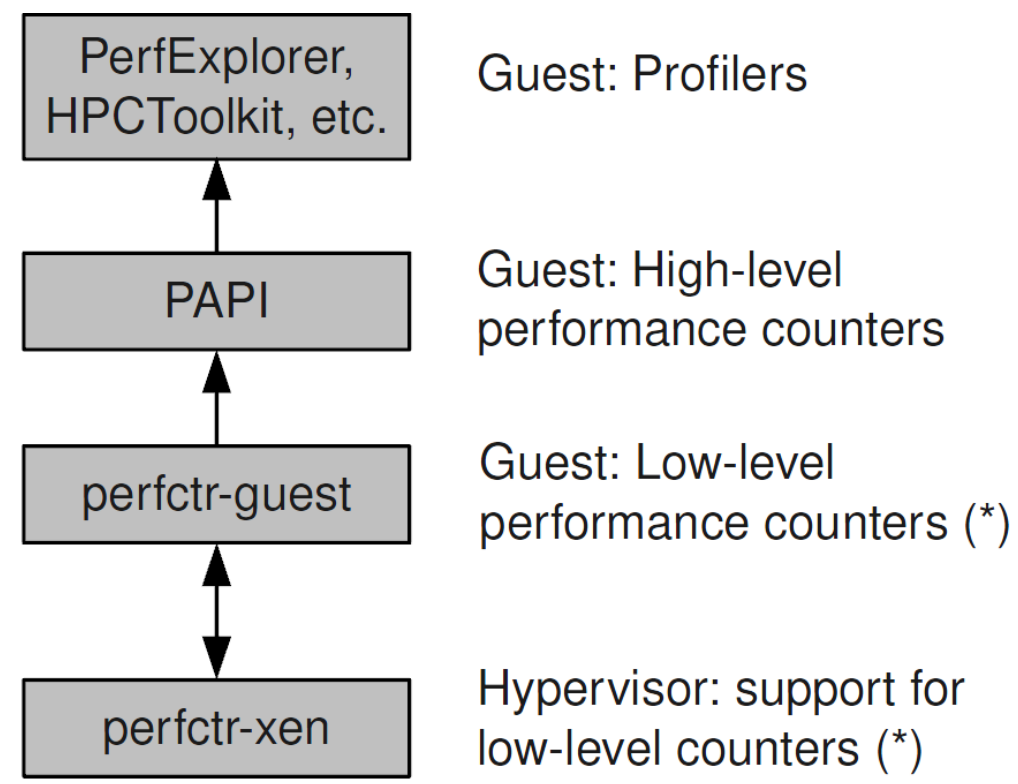 PerfExplorer,
HPCToolkit, etc.
Guest: Profilers
PAPI
Guest: High-level
performance counters
perfctr-guest
Guest: Low-level
performance counters (*)
perfctr-xen
Hypervisor: support for
low-level counters (*)